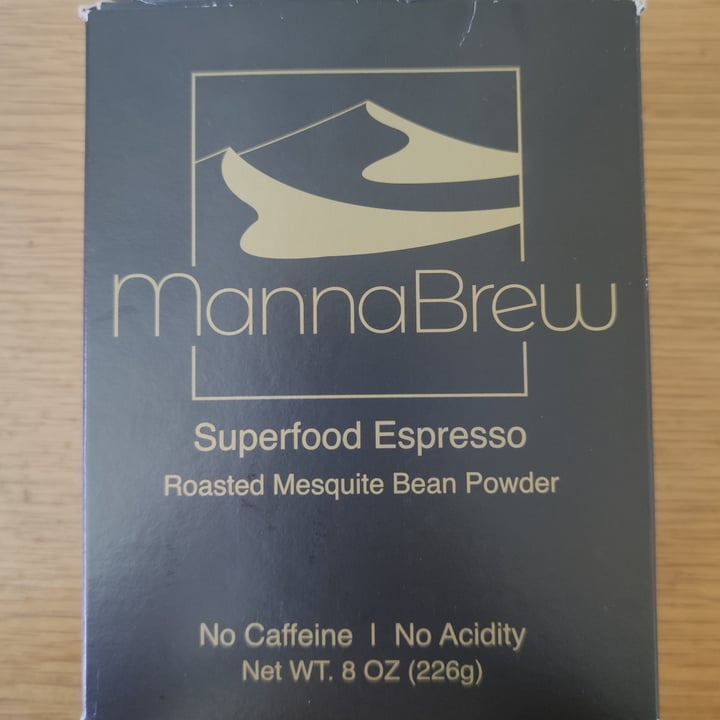 MannaBrew
Superfood Espresso
Roasted Mesquite Bean Powder
No Caffeine | No Acidity
Net WT. 8 OZ (226g)